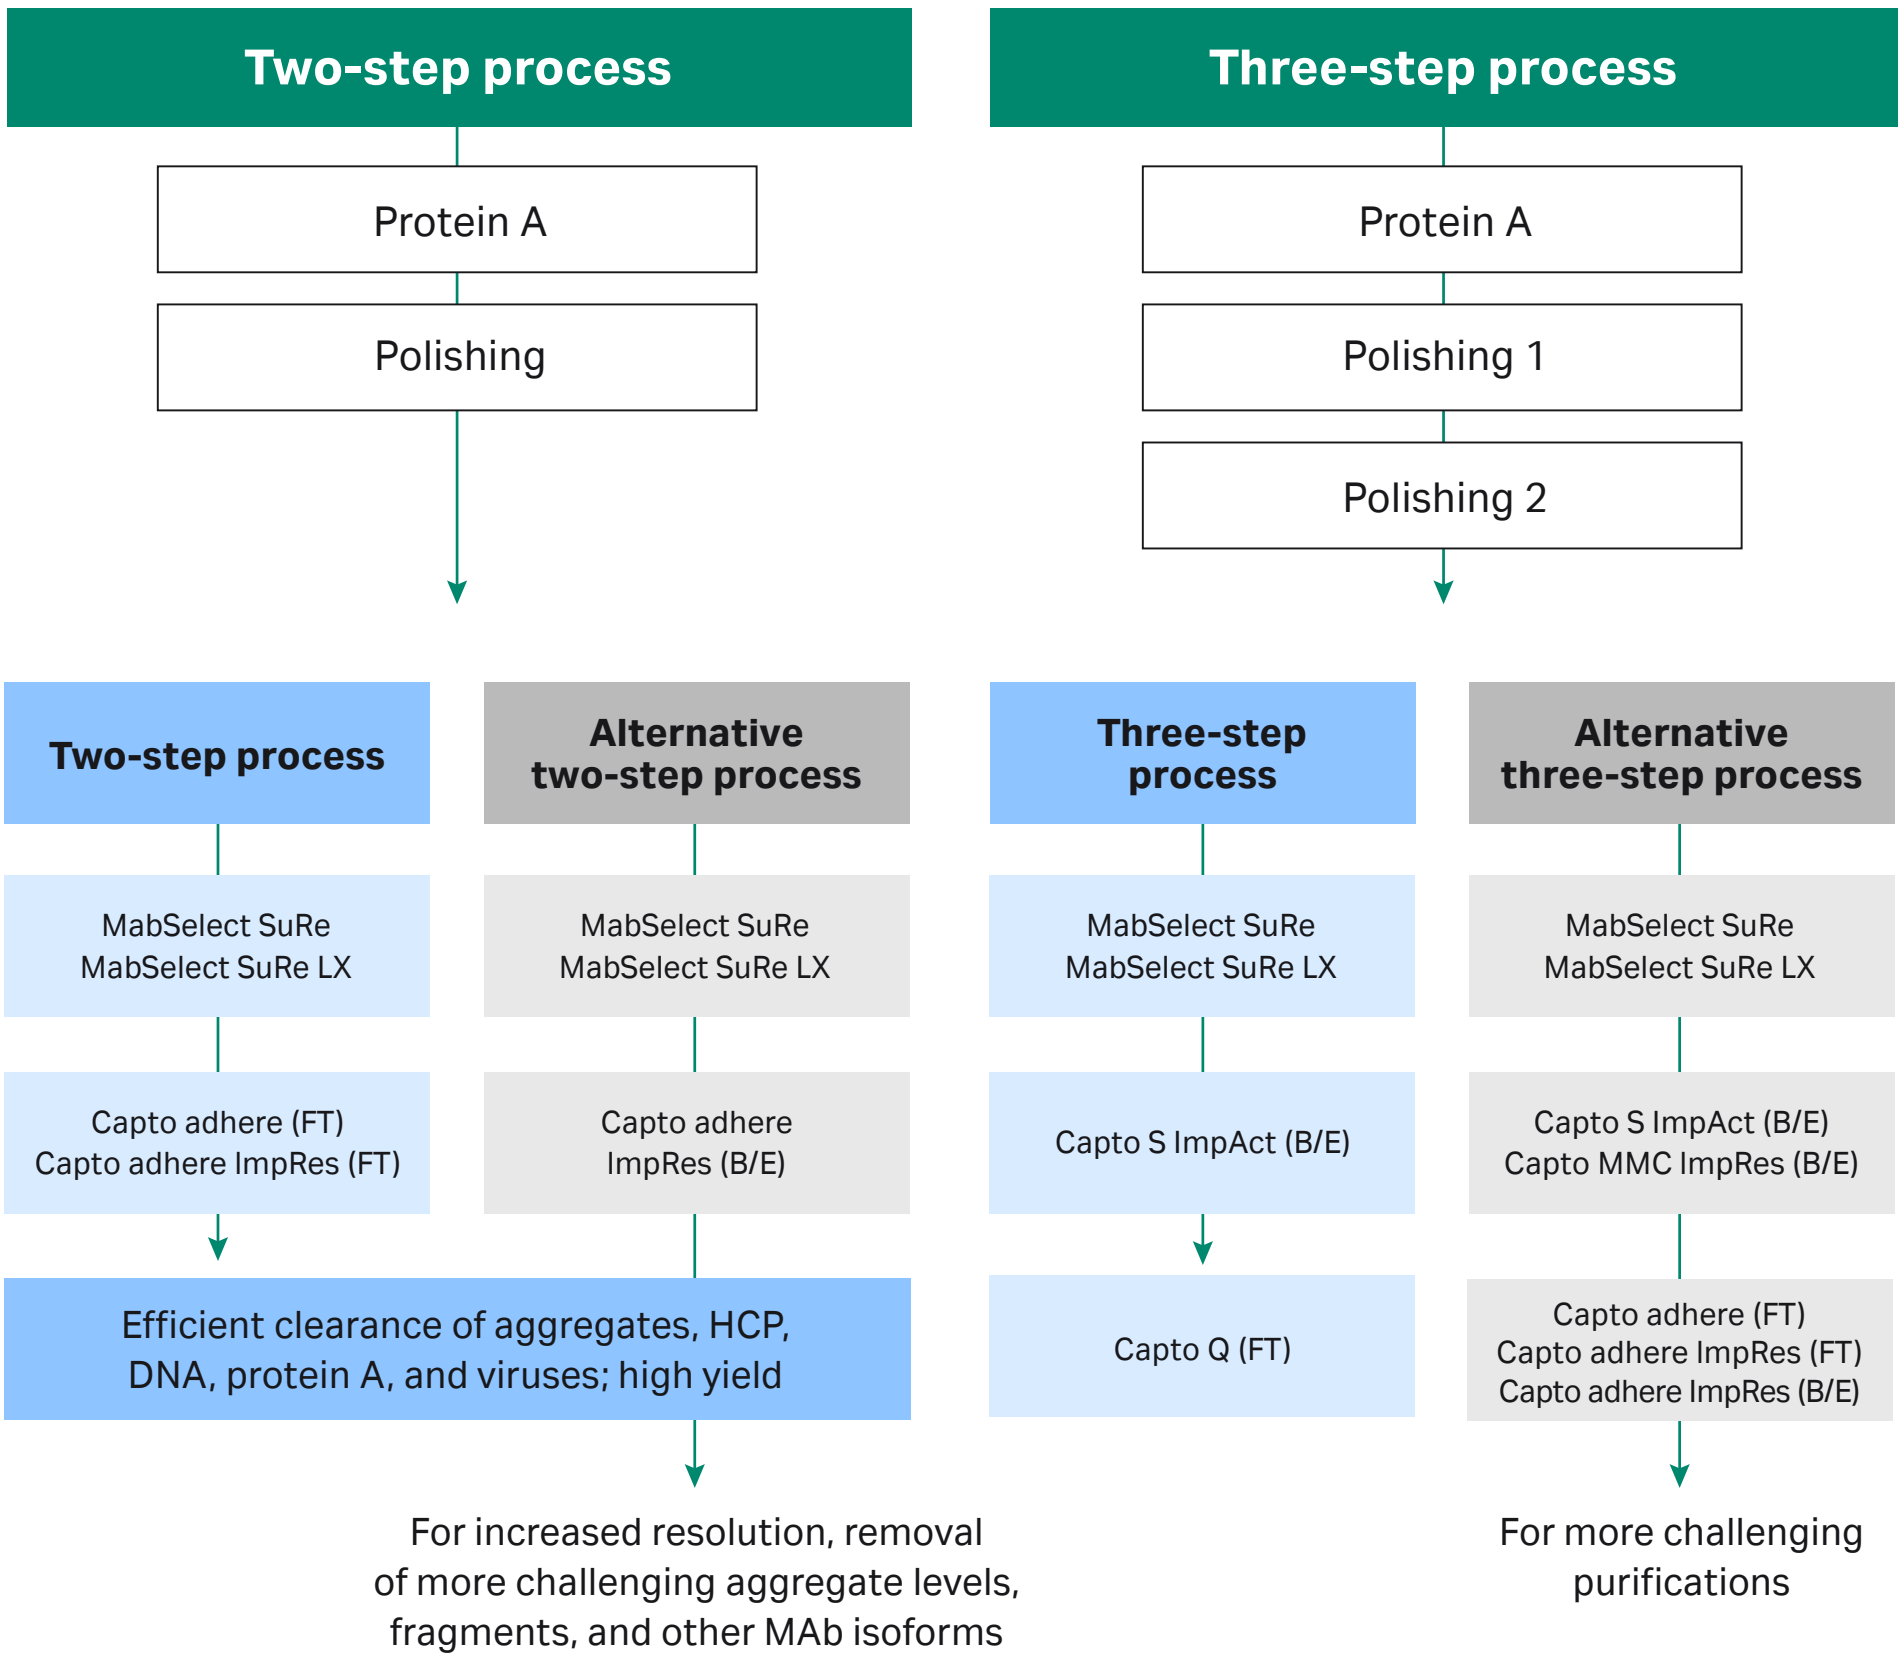 Two-step process
Protein A
Polishing
Three-step process
Protein A
Polishing 1
Polishing 2
Two-step process
MabSelect SuRe
MabSelect SuRe LX
Capto adhere (FT)
Capto adhere ImpRes (FT)
Alternative
two-step process
MabSelect SuRe
MabSelect SuRe LX
Capto adhere
ImpRes (B/E)
Efficient clearance of aggregates, HCP,
DNA, protein A, and viruses; high yield
For increased resolution, removal
of more challenging aggregate levels,
fragments, and other MAb isoforms
Three-step
process
MabSelect SuRe
MabSelect SuRe LX
Capto S ImpAct (B/E)
Capto Q (FT)
Alternative
three-step process
MabSelect SuRe
MabSelect SuRe LX
Capto S ImpAct (B/E)
Capto MMC ImpRes (B/E)
Capto adhere (FT)
Capto adhere ImpRes (FT)
Capto adhere ImpRes (B/E)
For more challenging
purifications